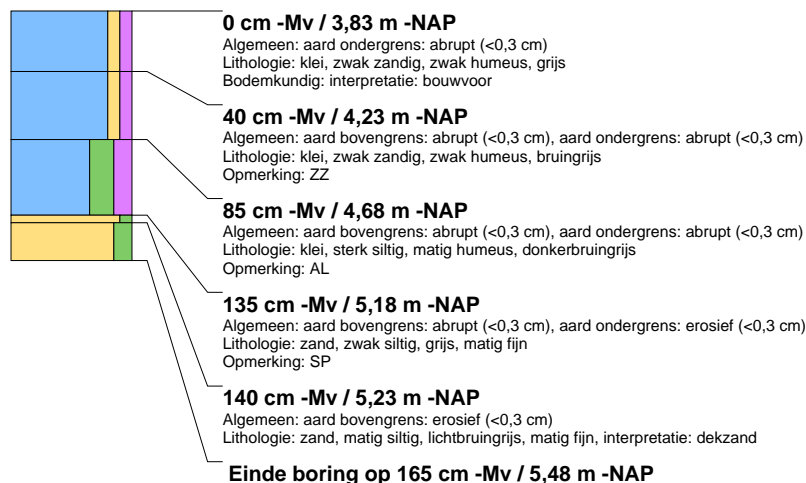 0 cm -Mv / 3,83 m -NAP
Algemeen: aard ondergrens: abrupt (<0,3 cm)
Lithologie: klei, zwak zandig, zwak humeus, grijs
Bodemkundig: interpretatie: bouwvoor
40 cm -Mv / 4,23 m -NAP
Algemeen: aard bovengrens: abrupt (<0,3 cm), aard ondergrens: abrupt (<0,3 cm)
Lithologie: klei, zwak zandig, zwak humeus, bruingrijs
Opmerking: ZZ
85 cm -Mv / 4,68 m -NAP
Algemeen: aard bovengrens: abrupt (<0,3 cm), aard ondergrens: abrupt (<0,3 cm)
Lithologie: klei, sterk siltig, matig humeus, donkerbruingrijs
Opmerking: AL
135 cm -Mv / 5,18 m -NAP
Algemeen: aard bovengrens: abrupt (<0,3 cm), aard ondergrens: erosief (<0,3 cm)
Lithologie: zand, zwak siltig, grijs, matig fijn
Opmerking: SP
140 cm -Mv / 5,23 m -NAP
Algemeen: aard bovengrens: erosief (<0,3 cm)
Lithologie: zand, matig siltig, lichtbruingrijs, matig fijn, interpretatie: dekzand
Einde boring op 165 cm -Mv / 5,48 m -NAP